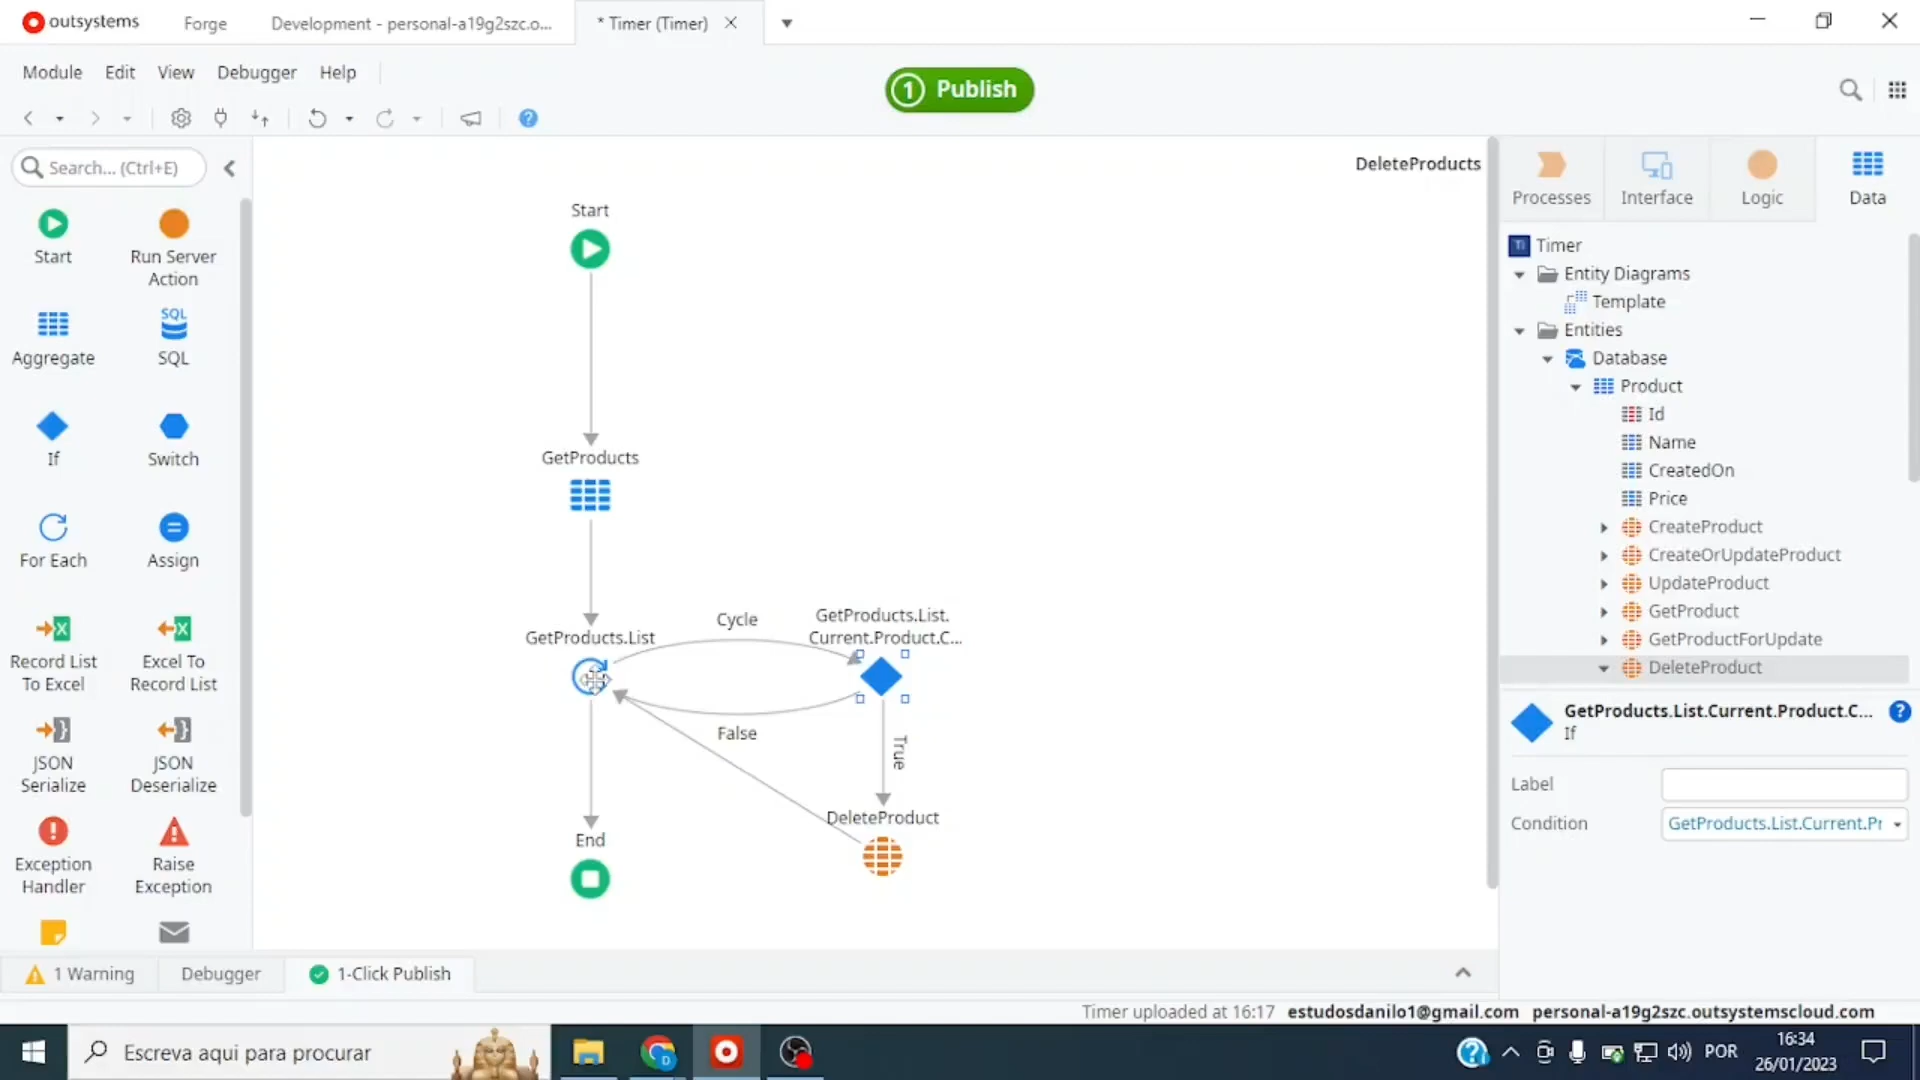 outsystems
Forge
Development - personal-a19g2szc.o...
* Timer (Timer)
Module
Edit
View
Debugger
Help
1 Publish
Search... (Ctrl+E)
Start
Run Server
Action
Aggregate
SQL
SQL
If
Switch
For Each
Assign
Record List
To Excel
Excel To
Record List
JSON
Serialize
JSON
Deserialize
Exception
Handler
Raise
Exception
DeleteProducts
Start
GetProducts
GetProducts.List
Cycle
GetProducts.List.
Current.Product.C...
False
True
DeleteProduct
End
Processes
Interface
Logic
Data
Timer
Entity Diagrams
Template
Entities
Database
Product
Id
Name
CreatedOn
Price
CreateProduct
CreateOrUpdateProduct
UpdateProduct
GetProduct
GetProductForUpdate
DeleteProduct
GetProducts.List.Current.Product.C...
If
Label
Condition
GetProducts.List.Current.Pr
1 Warning
Debugger
1-Click Publish
Timer uploaded at 16:17
estudosdanilo1@gmail.com
personal-a19g2szc.outsystemscloud.com
Escreva aqui para procurar
POR
16:34
26/01/2023